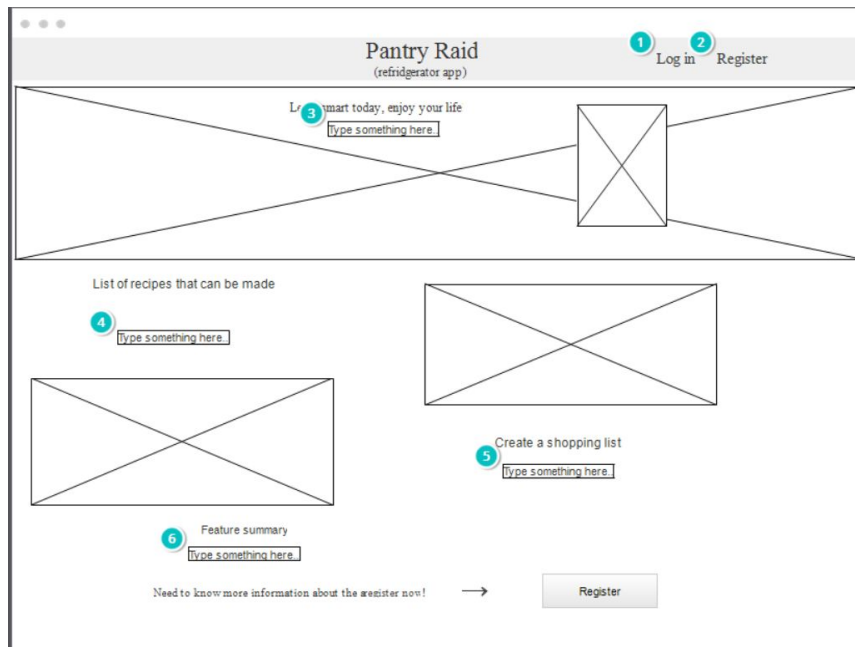 Pantry Raid
(refridgerator app)
1
Log in
2
Register
3
smart today, enjoy your life
Type something here..
List of recipes that can be made
4
Type something here..
Create a shopping list
5
Type something here..
Feature summary
6
Type something here..
Need to know more information about the now!
Register